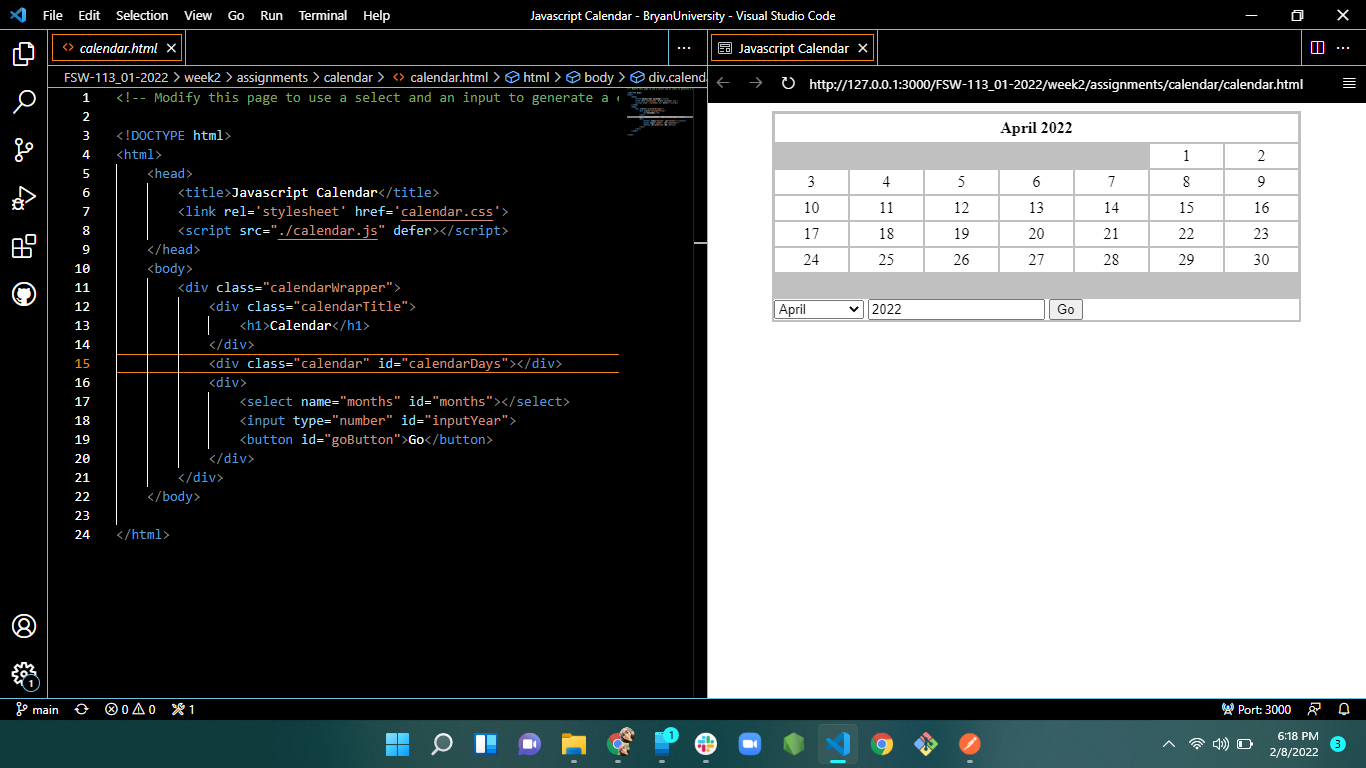 File Edit Selection View Go Run Terminal Help
Javascript Calendar - BryanUniversity - Visual Studio Code
calendar.html
FSW-113_01-2022 > week2 > assignments > calendar > calendar.html > html > body > div.calenda
1 <!-- Modify this page to use a select and an input to generate a c
2
3 <!DOCTYPE html>
4 <html>
5 <head>
6 <title>Javascript Calendar</title>
7 <link rel='stylesheet' href='calendar.css'>
8 <script src="./calendar.js" defer></script>
9 </head>
10 <body>
11 <div class="calendarWrapper">
12 <div class="calendarTitle">
13 <h1>Calendar</h1>
14 </div>
15 <div class="calendar" id="calendarDays"></div>
16 <div>
17 <select name="months" id="months"></select>
18 <input type="number" id="inputYear">
19 <button id="goButton">Go</button>
20 </div>
21 </div>
22 </body>
23
24 </html>
Javascript Calendar
http://127.0.0.1:3000/FSW-113_01-2022/week2/assignments/calendar/calendar.html
April 2022
1 2
3 4 5 6 7 8 9
10 11 12 13 14 15 16
17 18 19 20 21 22 23
24 25 26 27 28 29 30
April 2022 Go
1
main 0 0 1
Port: 3000
1
6:18 PM
2/8/2022
3